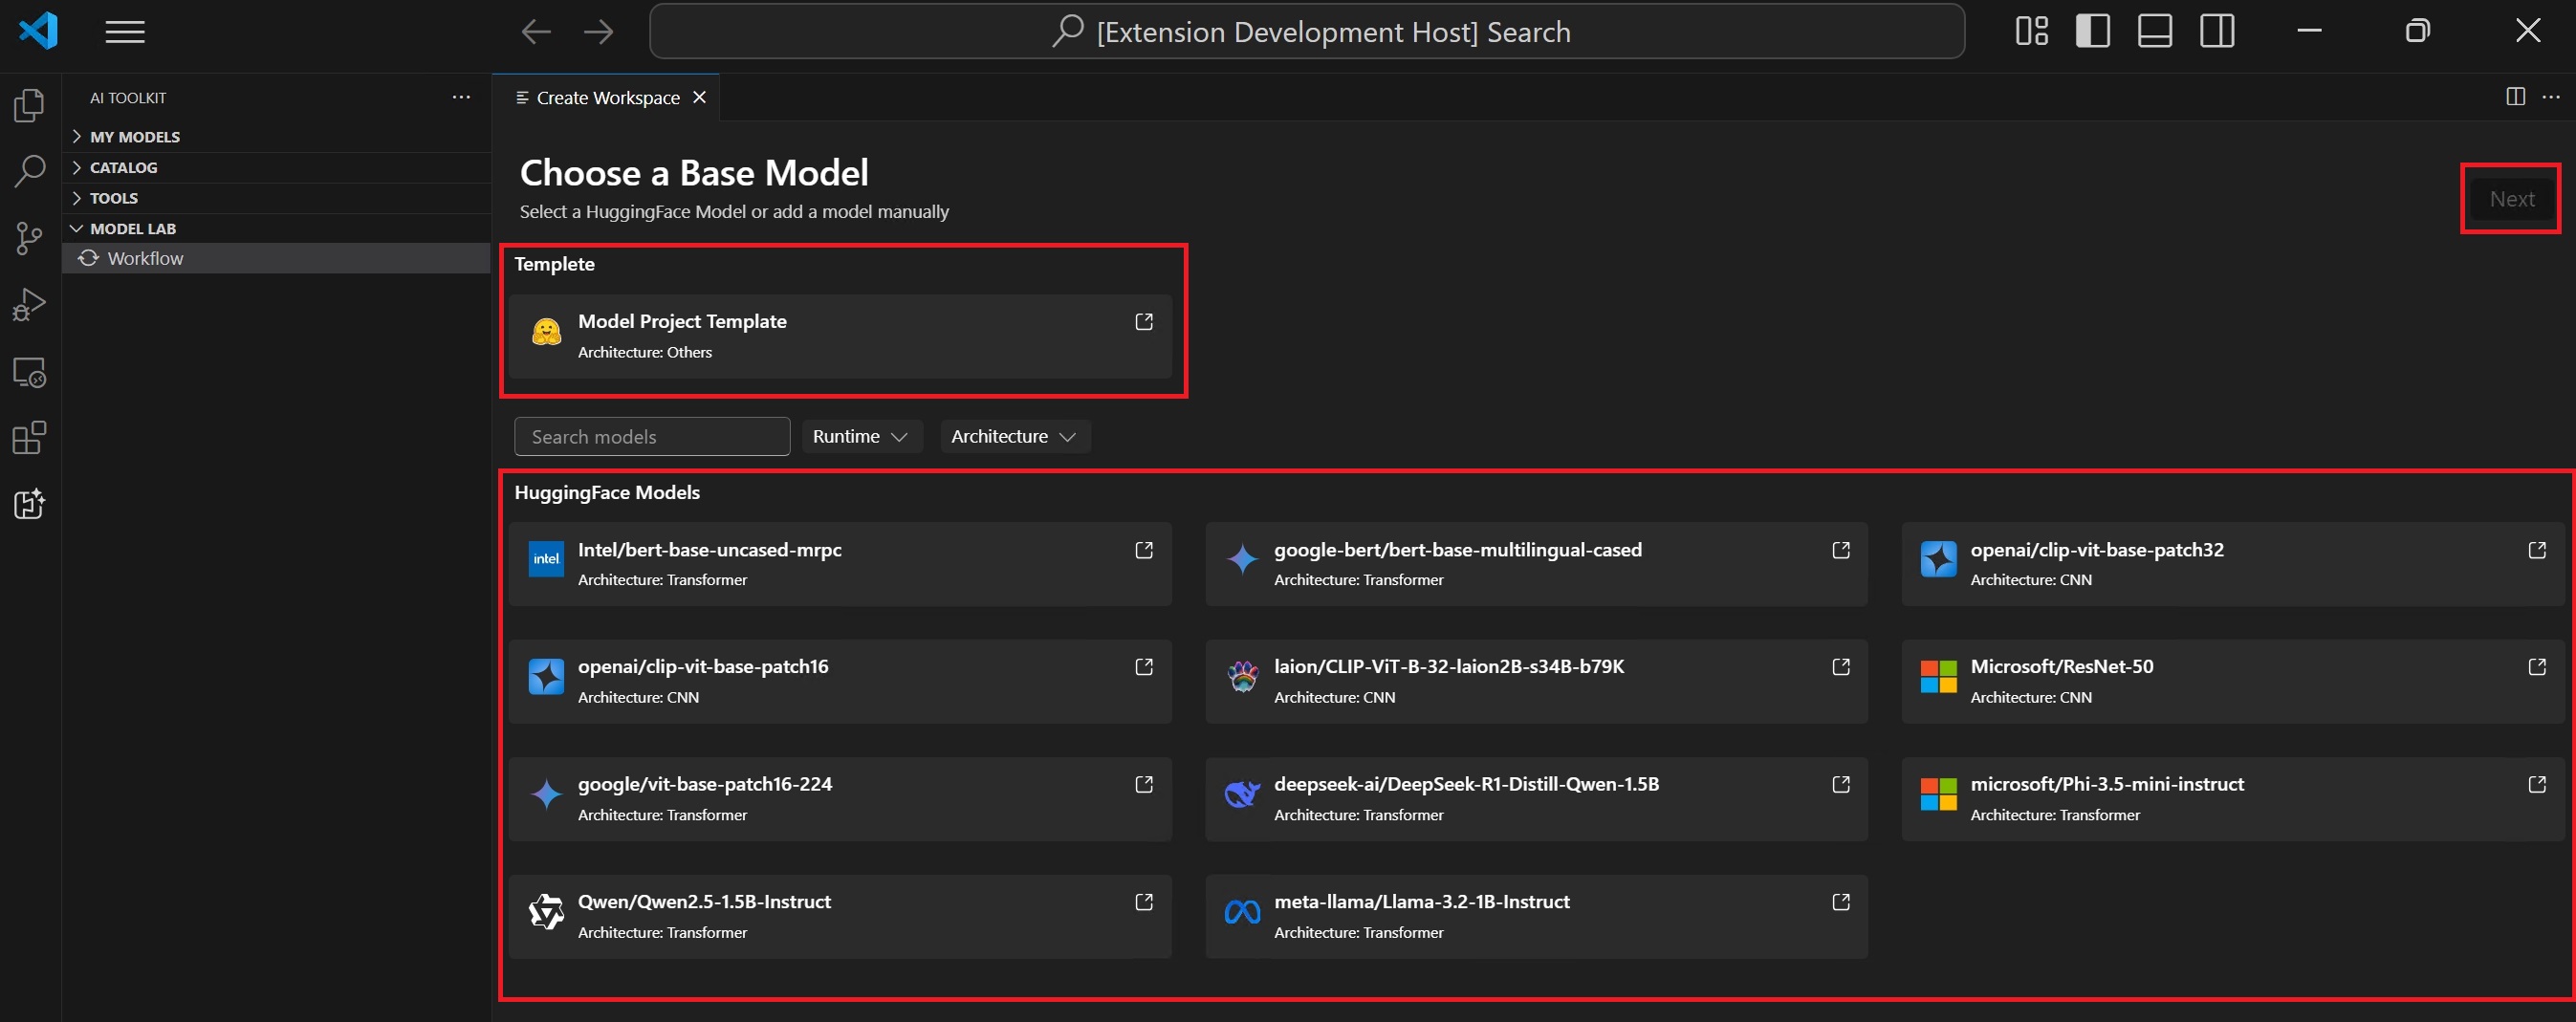 [Extension Development Host] Search
AI TOOLKIT
MY MODELS
CATALOG
TOOLS
MODEL LAB
Workflow
Create Workspace
Choose a Base Model
Select a HuggingFace Model or add a model manually
Next
Templete
Model Project Template
Architecture: Others
Search models
Runtime
Architecture
HuggingFace Models
intel
Intel/bert-base-uncased-mrpc
Architecture: Transformer
google-bert/bert-base-multilingual-cased
Architecture: Transformer
openai/clip-vit-base-patch32
Architecture: CNN
openai/clip-vit-base-patch16
Architecture: CNN
laion/CLIP-ViT-B-32-laion2B-s34B-b79K
Architecture: CNN
Microsoft/ResNet-50
Architecture: CNN
google/vit-base-patch16-224
Architecture: Transformer
deepseek-ai/DeepSeek-R1-Distill-Qwen-1.5B
Architecture: Transformer
microsoft/Phi-3.5-mini-instruct
Architecture: Transformer
Qwen/Qwen2.5-1.5B-Instruct
Architecture: Transformer
meta-llama/Llama-3.2-1B-Instruct
Architecture: Transformer